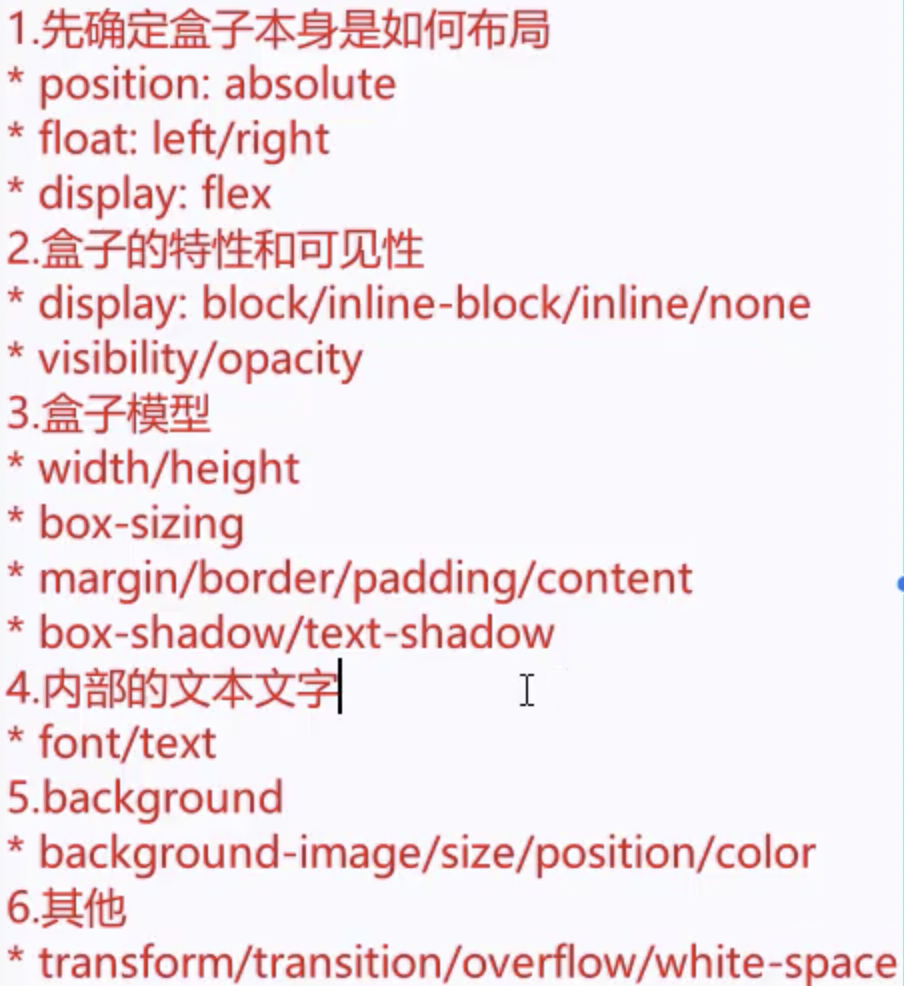 1.先确定盒子本身是如何布局
* position: absolute
* float: left/right
* display: flex
2.盒子的特性和可见性
* display: block/inline-block/inline/none
* visibility/opacity
3.盒子模型
* width/height
* box-sizing
* margin/border/padding/content
* box-shadow/text-shadow
4.内部的文本文字
* font/text
5.background
* background-image/size/position/color
6.其他
* transform/transition/overflow/white-space